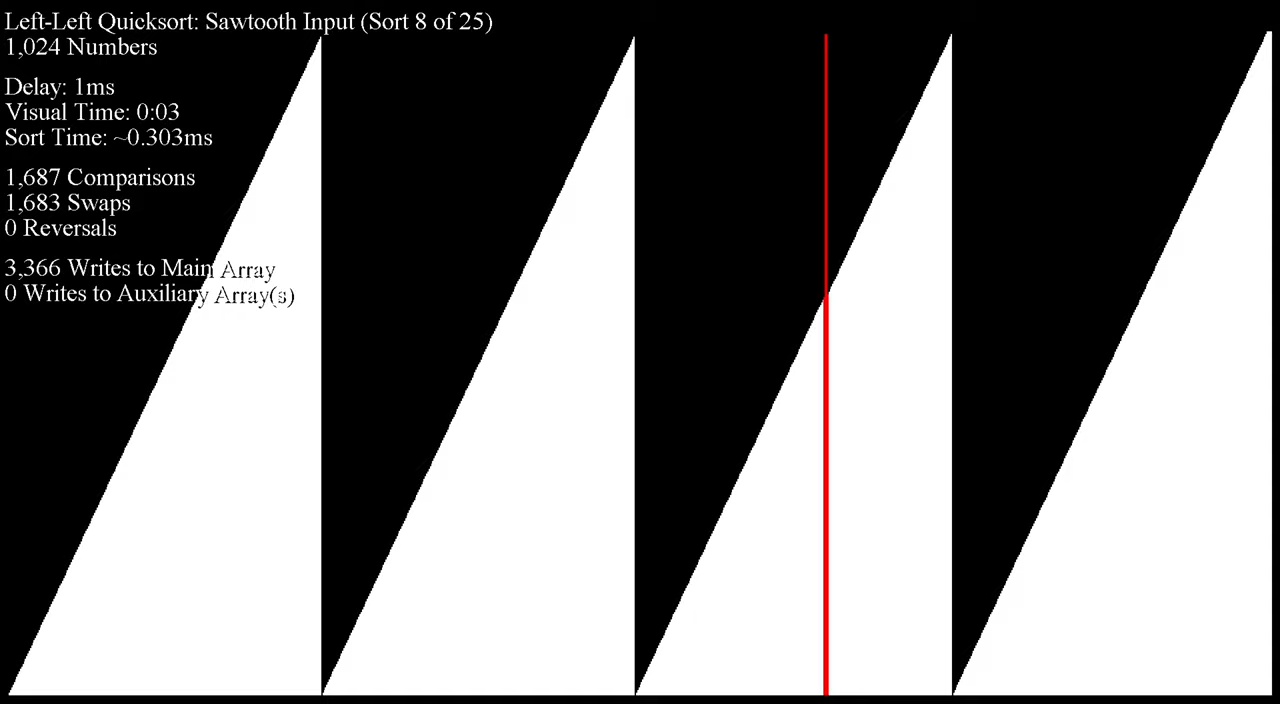 Left-Left Quicksort: Sawtooth Input (Sort 8 of 25)
1,024 Numbers
Delay: 1ms
Visual Time: 0:03
Sort Time: ~0.303ms
1,687 Comparisons
1,683 Swaps
0 Reversals
3,366 Writes to Main Array
0 Writes to Auxiliary Array(s)